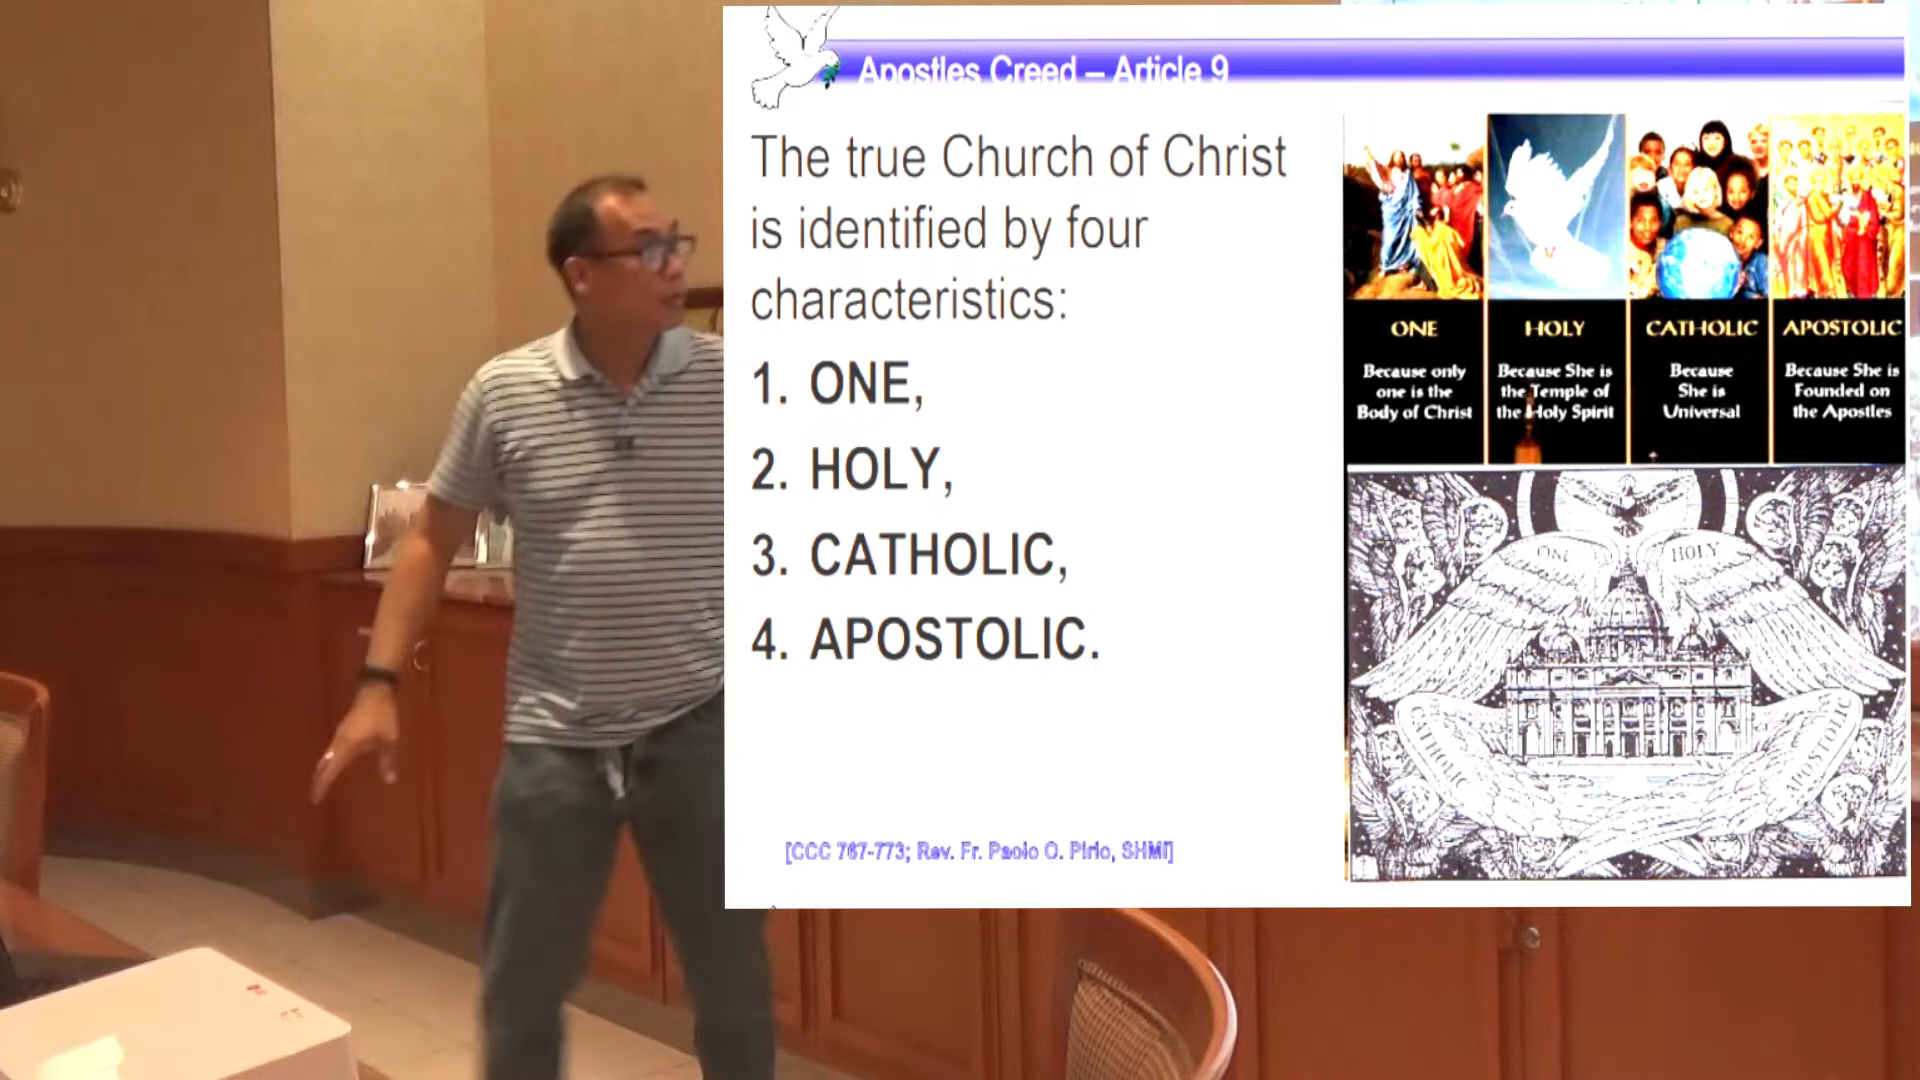 Apostles Creed – Article 9
The true Church of Christ
is identified by four
characteristics:
1. ONE,
2. HOLY,
3. CATHOLIC,
4. APOSTOLIC.
[CCC 767-773; Rev. Fr. Paolo O. Pirlo, SHMI]
ONE
Because only
one is the
Body of Christ
HOLY
Because She is
the Temple of
the Holy Spirit
CATHOLIC
Because
She is
Universal
APOSTOLIC
Because She is
Founded on
the Apostles
ONE
HOLY
CATHOLIC
APOSTOLIC